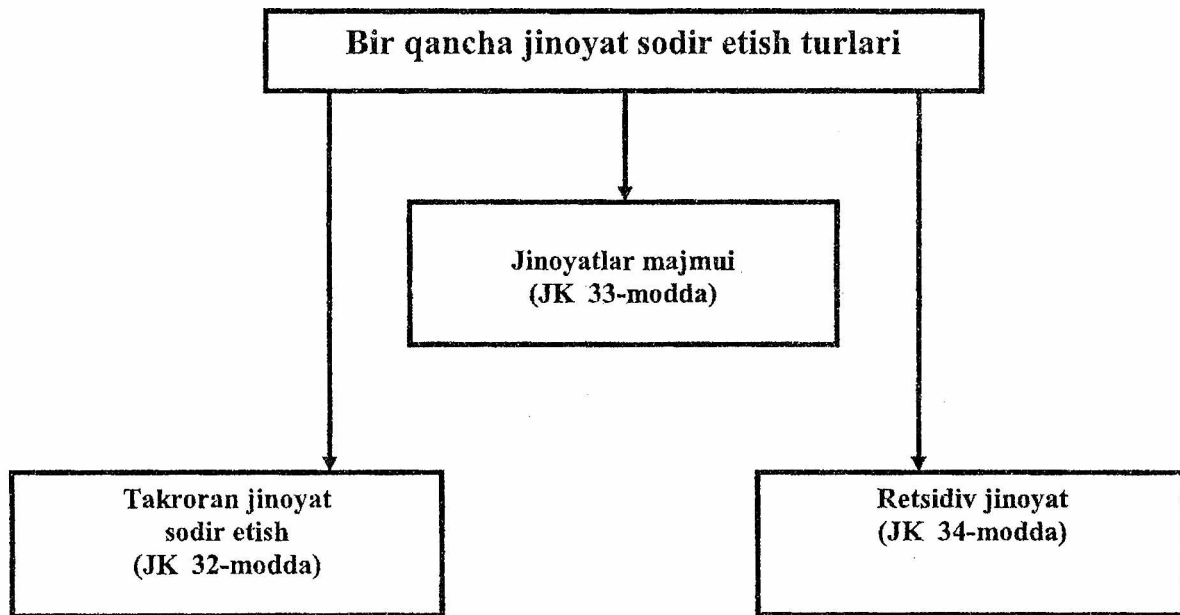 Bir qancha jinoyat sodir etish turlari
Jinoyatlar majmui
(JK 33-modda)
Takroran jinoyat
sodir etish
(JK 32-modda)
Retsidiv jinoyat
(JK 34-modda)